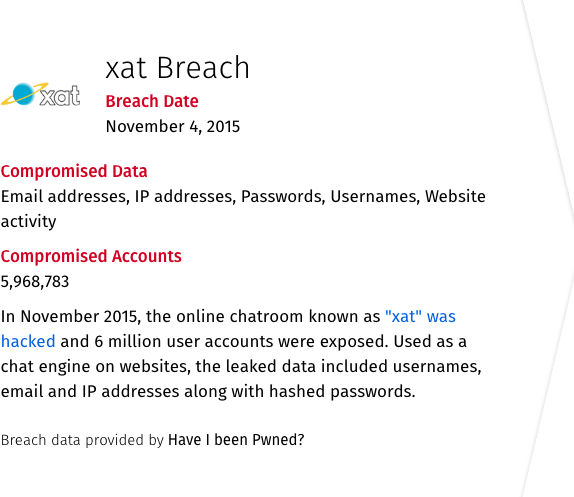 xat
xat Breach
Breach Date
November 4, 2015
Compromised Data
Email addresses, IP addresses, Passwords, Usernames, Website
activity
Compromised Accounts
5,968,783
In November 2015, the online chatroom known as "xat" was
hacked and 6 million user accounts were exposed. Used as a
chat engine on websites, the leaked data included usernames,
email and IP addresses along with hashed passwords.
Breach data provided by Have I been Pwned?